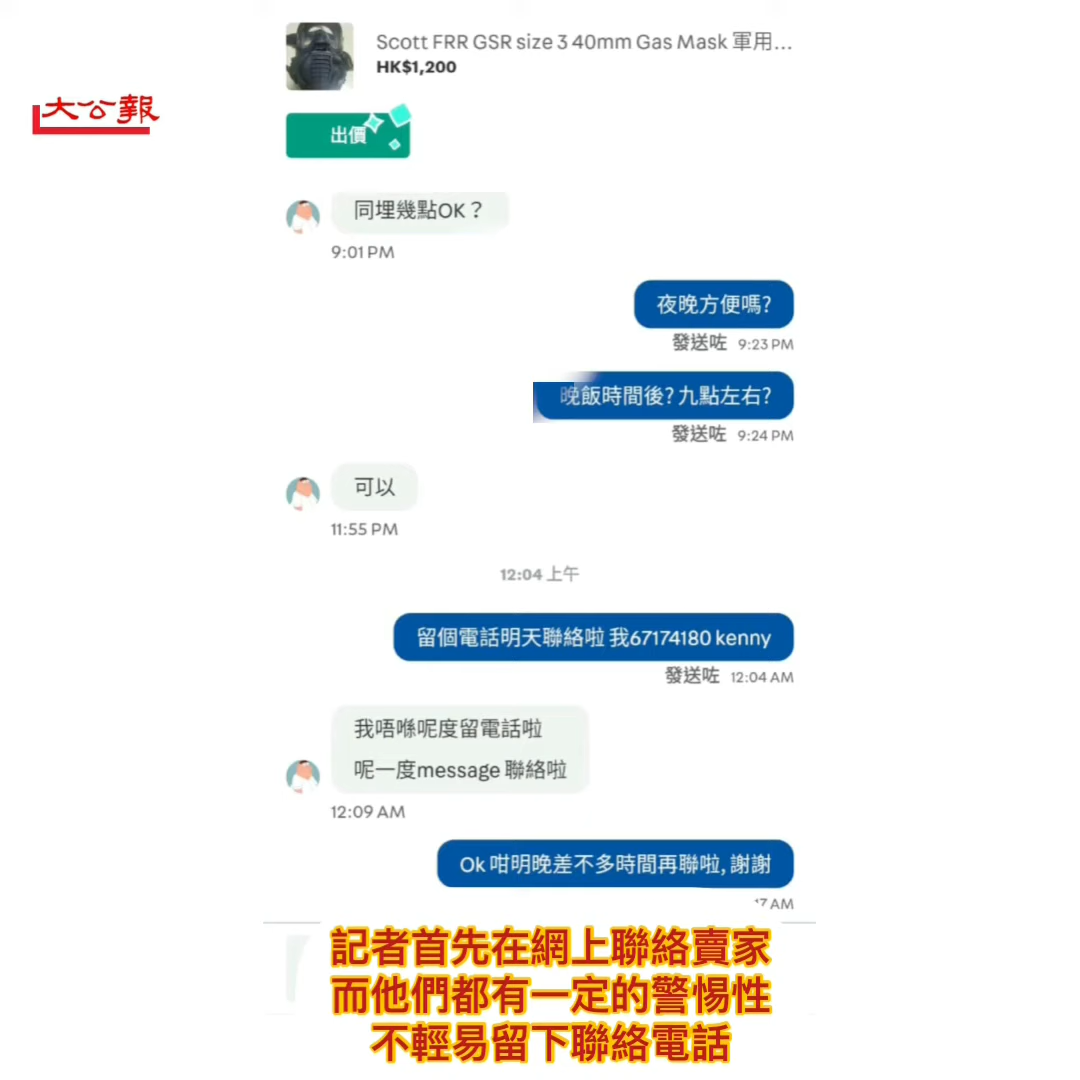 Scott FRR GSR size 3 40mm Gas Mask 軍用...
HK$1,200
大公報
出價
同埋幾點OK？
9:01 PM
夜晚方便嗎?
發送咗 9:23 PM
晚飯時間後? 九點左右?
發送咗 9:24 PM
可以
11:55 PM
12:04 上午
留個電話明天聯絡啦 我67174180 kenny
發送咗 12:04 AM
我唔喺呢度留電話啦
呢一度message 聯絡啦
12:09 AM
Ok 咁明晚差不多時間再聯啦, 謝謝
17 AM
記者首先在網上聯絡賣家
而他們都有一定的警惕性
不輕易留下聯絡電話